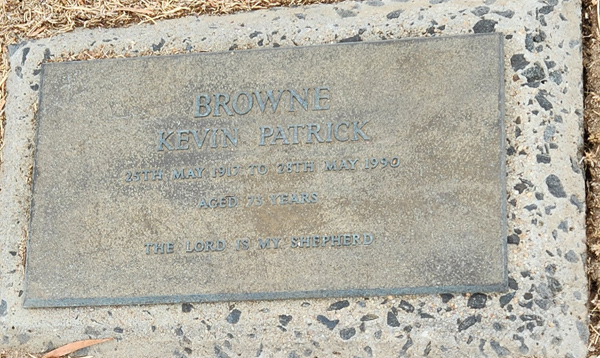 BROWNE
KEVIN PATRICK
25TH MAY 1917 TO 28TH MAY 1990
AGED 73 YEARS
THE LORD IS MY SHEPHERD